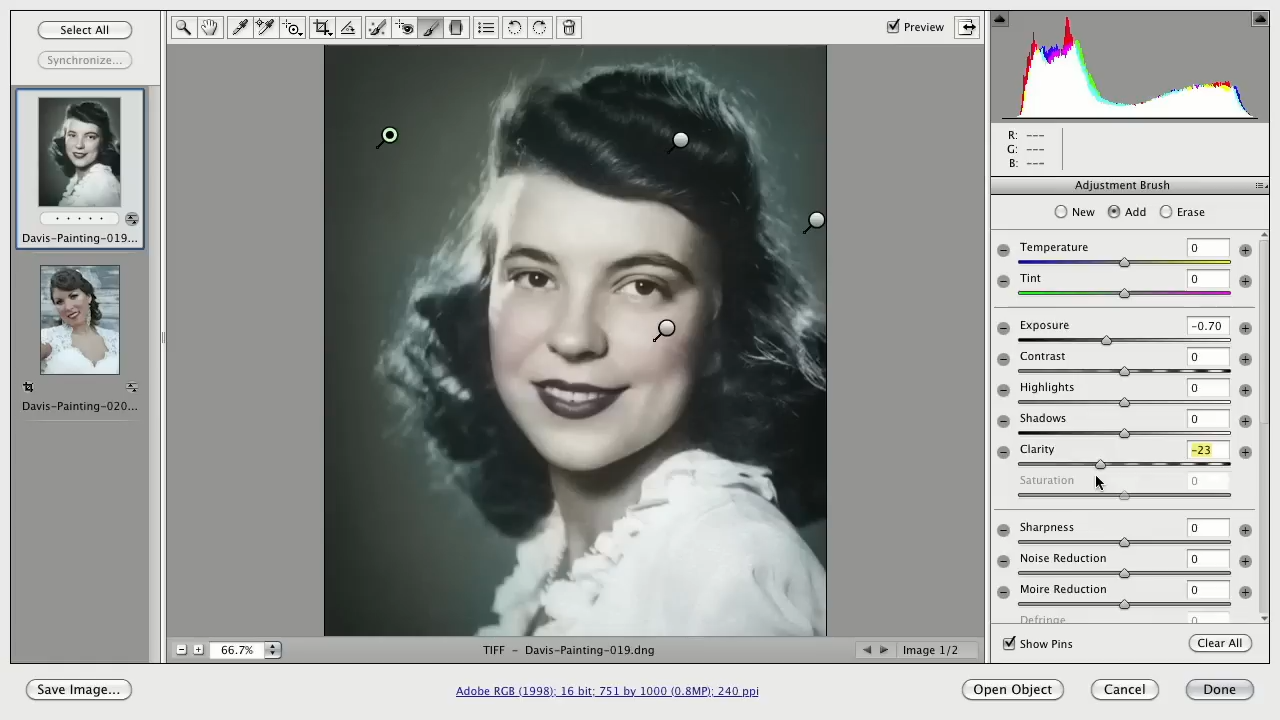 Select All
Synchronize...
Davis-Painting-019...
Davis-Painting-020...
Preview
66.7%
TIFF - Davis-Painting-019.dng
Image 1/2
R: ---
G: ---
B: ---
Adjustment Brush
New Add Erase
Temperature 0
Tint 0
Exposure -0.70
Contrast 0
Highlights 0
Shadows 0
Clarity -23
Saturation 0
Sharpness 0
Noise Reduction 0
Moire Reduction 0
Defringe 0
Show Pins
Clear All
Save Image...
Adobe RGB (1998); 16 bit; 751 by 1000 (0.8MP); 240 ppi
Open Object
Cancel
Done